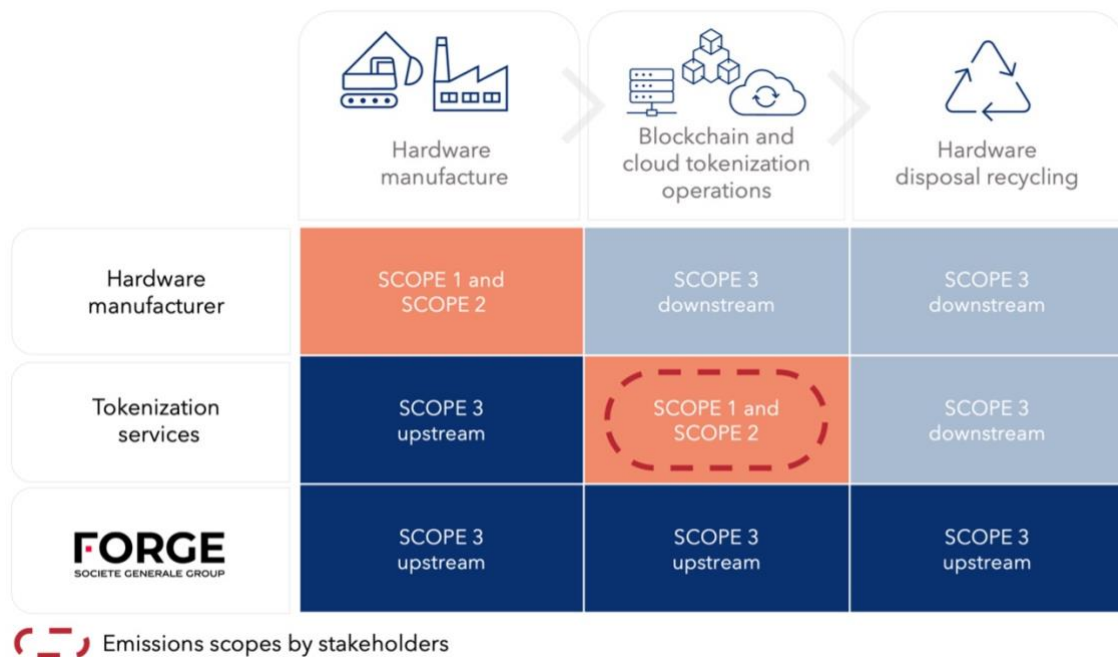 Hardware
manufacture
Blockchain and
cloud tokenization
operations
Hardware
disposal recycling
Hardware
manufacturer
SCOPE 1 and
SCOPE 2
SCOPE 3
downstream
SCOPE 3
downstream
Tokenization
services
SCOPE 3
upstream
SCOPE 1 and
SCOPE 2
SCOPE 3
downstream
FORGE
SOCIETE GENERALE GROUP
SCOPE 3
upstream
SCOPE 3
upstream
SCOPE 3
upstream
Emissions scopes by stakeholders